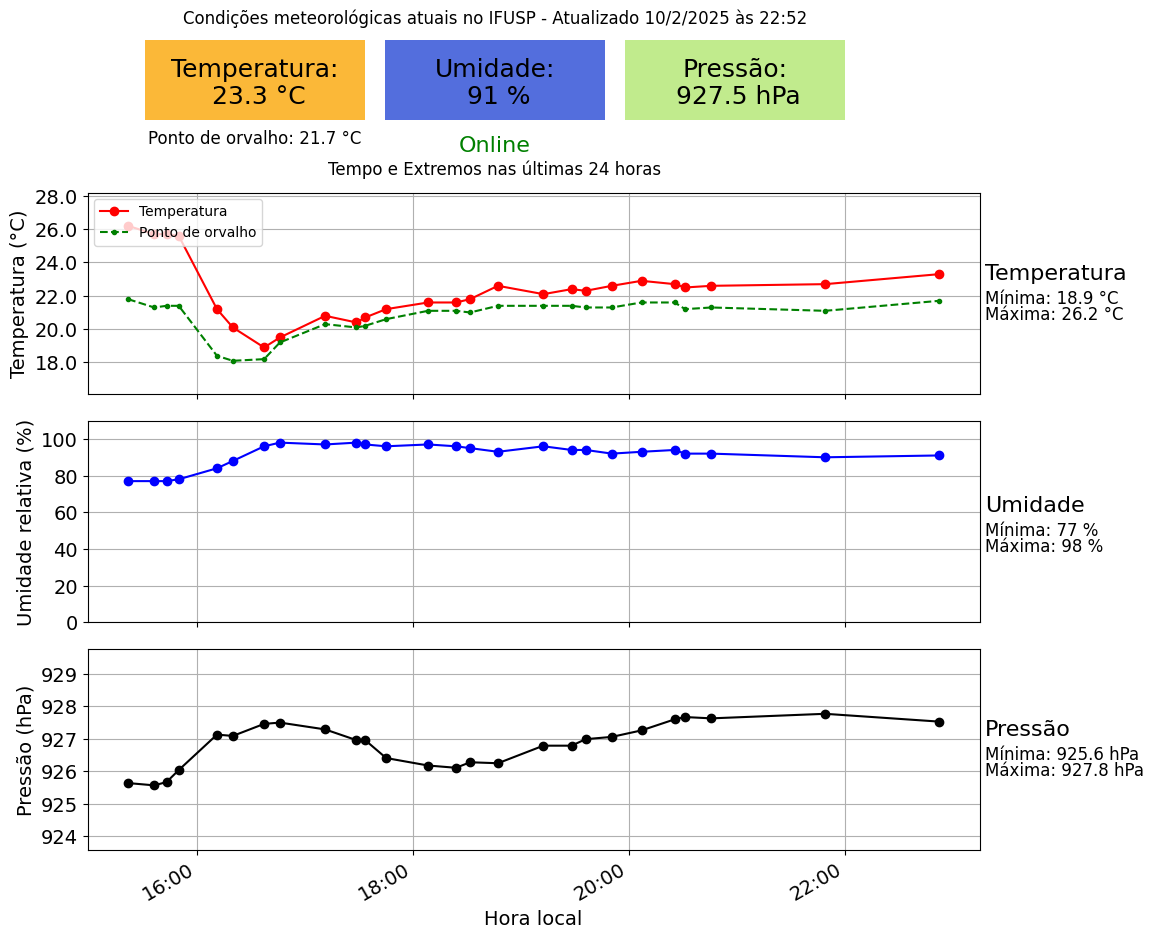 Condições meteorológicas atuais no IFUSP - Atualizado 10/2/2025 às 22:52
Temperatura:
23.3 °C
Umidade:
91 %
Pressão:
927.5 hPa
Ponto de orvalho: 21.7 °C
Online
Tempo e Extremos nas últimas 24 horas
Temperatura (°C)
28.0
26.0
24.0
22.0
20.0
18.0
Temperatura
Ponto de orvalho
Temperatura
Mínima: 18.9 °C
Máxima: 26.2 °C
Umidade relativa (%)
100
80
60
40
20
0
Umidade
Mínima: 77 %
Máxima: 98 %
Pressão (hPa)
929
928
927
926
925
924
Pressão
Mínima: 925.6 hPa
Máxima: 927.8 hPa
16:00
18:00
20:00
22:00
Hora local